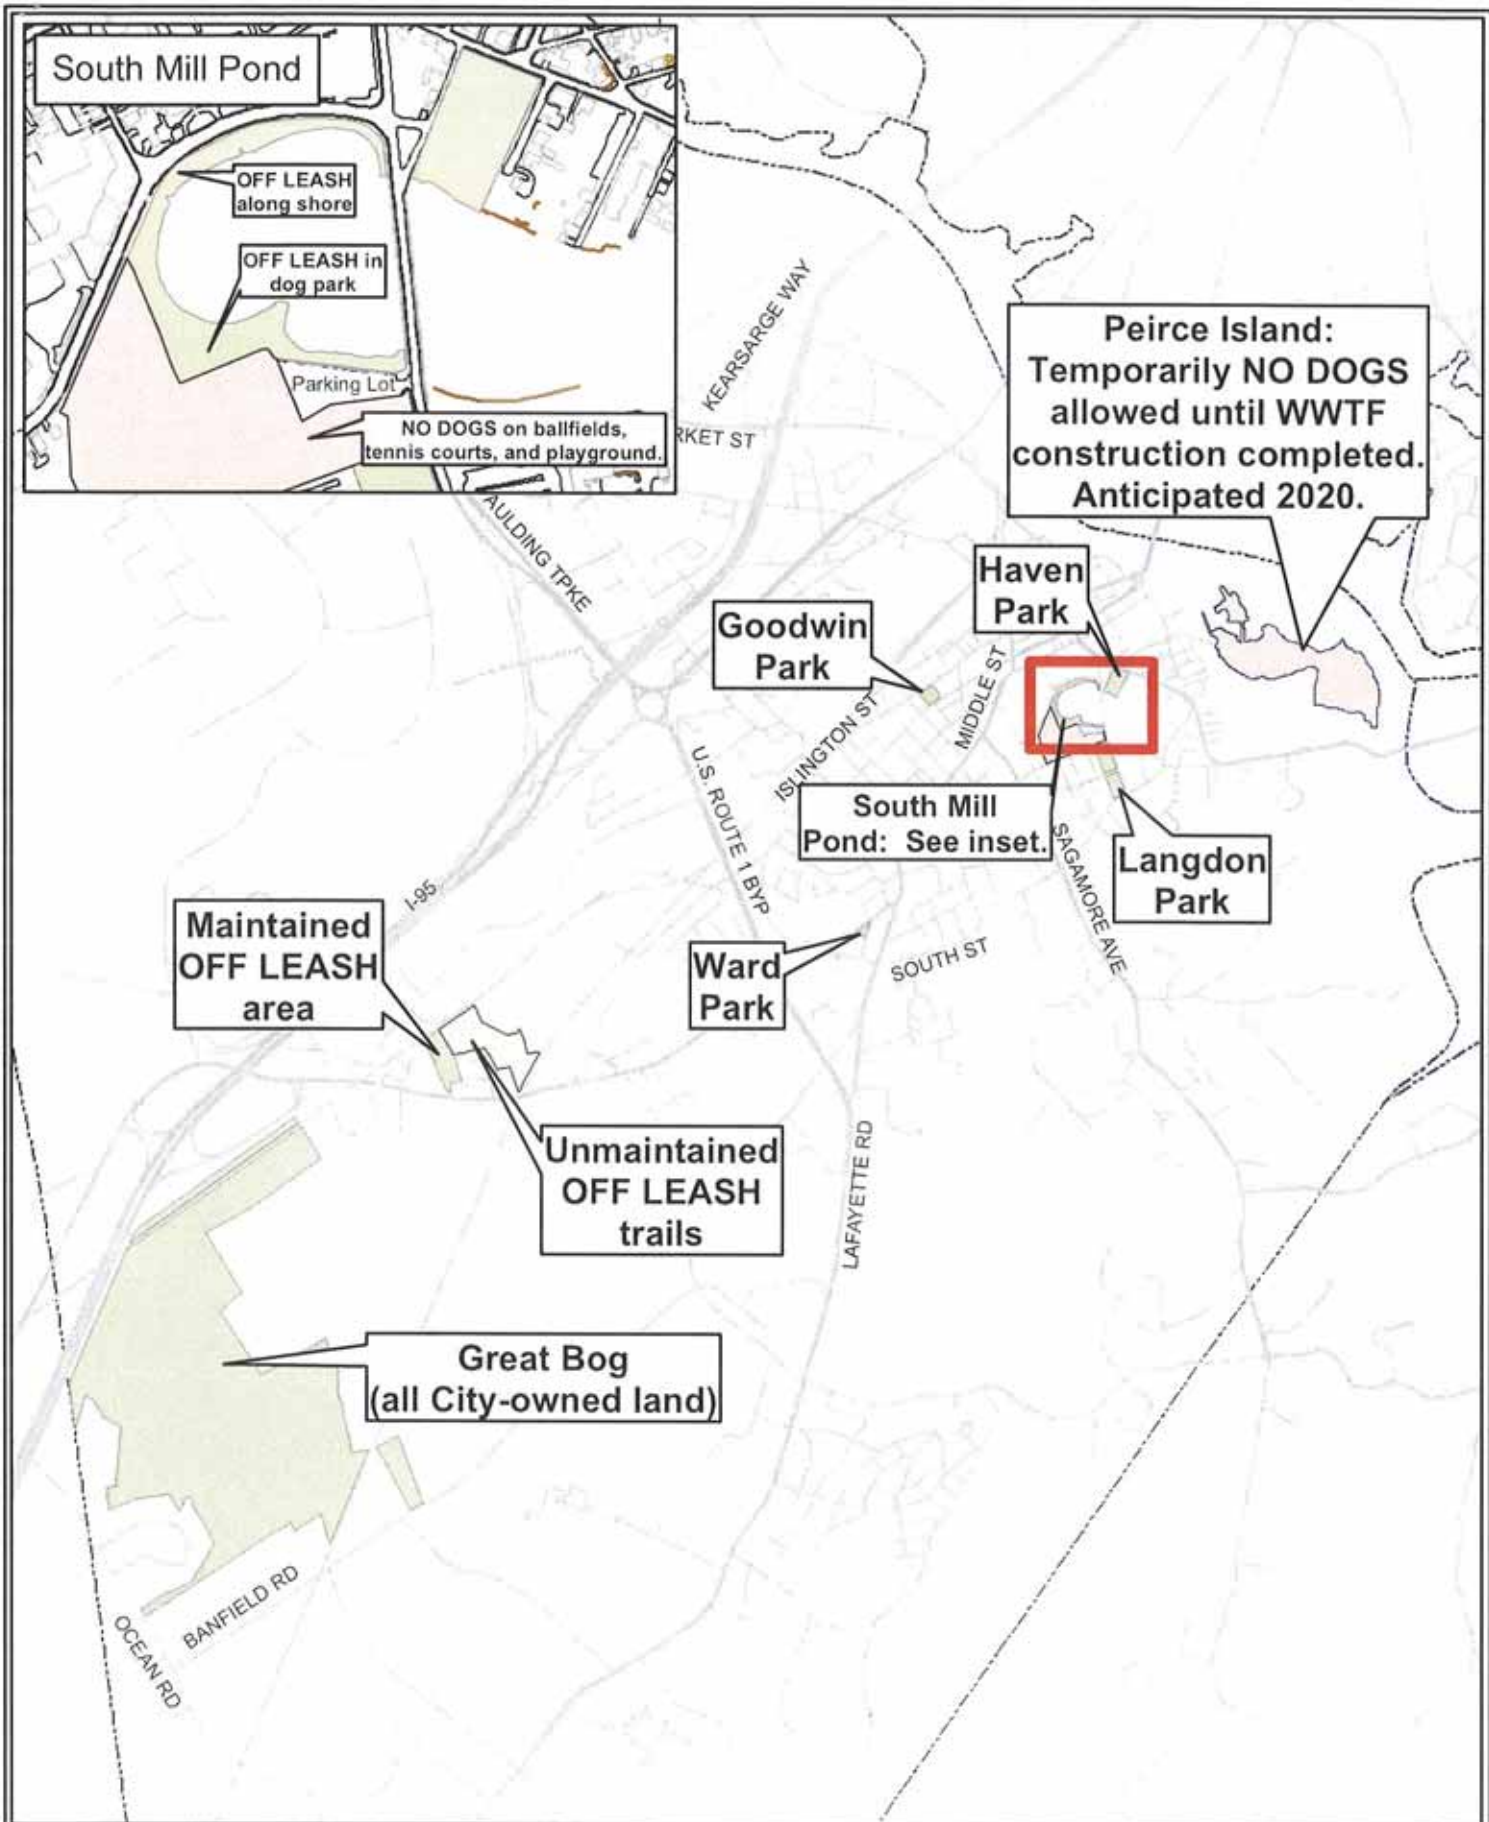 South Mill Pond
OFF LEASH
along shore
OFF LEASH in
dog park
Parking Lot
NO DOGS on ballfields,
tennis courts, and playground.
KEARSARGE WAY
RKET ST
AULDING TPKE
Peirce Island:
Temporarily NO DOGS
allowed until WWTF
construction completed.
Anticipated 2020.
Haven
Park
Goodwin
Park
MIDDLE ST
ISLINGTON ST
U.S. ROUTE 1 BYP
South Mill
Pond: See inset.
SAGAMORE AVE
Langdon
Park
I-95
Maintained
OFF LEASH
area
Ward
Park
SOUTH ST
Unmaintained
OFF LEASH
trails
LAFAYETTE RD
Great Bog
(all City-owned land)
BANFIELD RD
OCEAN RD